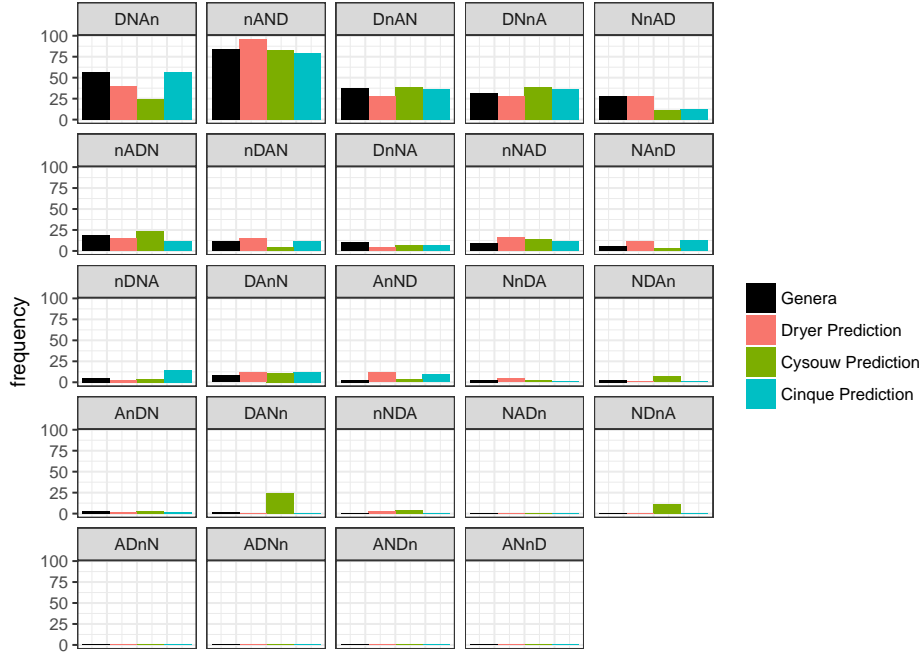 DNAn nAND DnAN DNnA NnAD
100
75
50
25
0
nADN nDAN DnNA nNAD NAnD
100
75
50
25
0
nDNA DAnN AnND NnDA NDAn
100
75
50
25
0
AnDN DANn nNDA NADn NDnA
100
75
50
25
0
ADnN ADNn ANDn ANnD
100
75
50
25
0
frequency
Genera
Dryer Prediction
Cysouw Prediction
Cinque Prediction